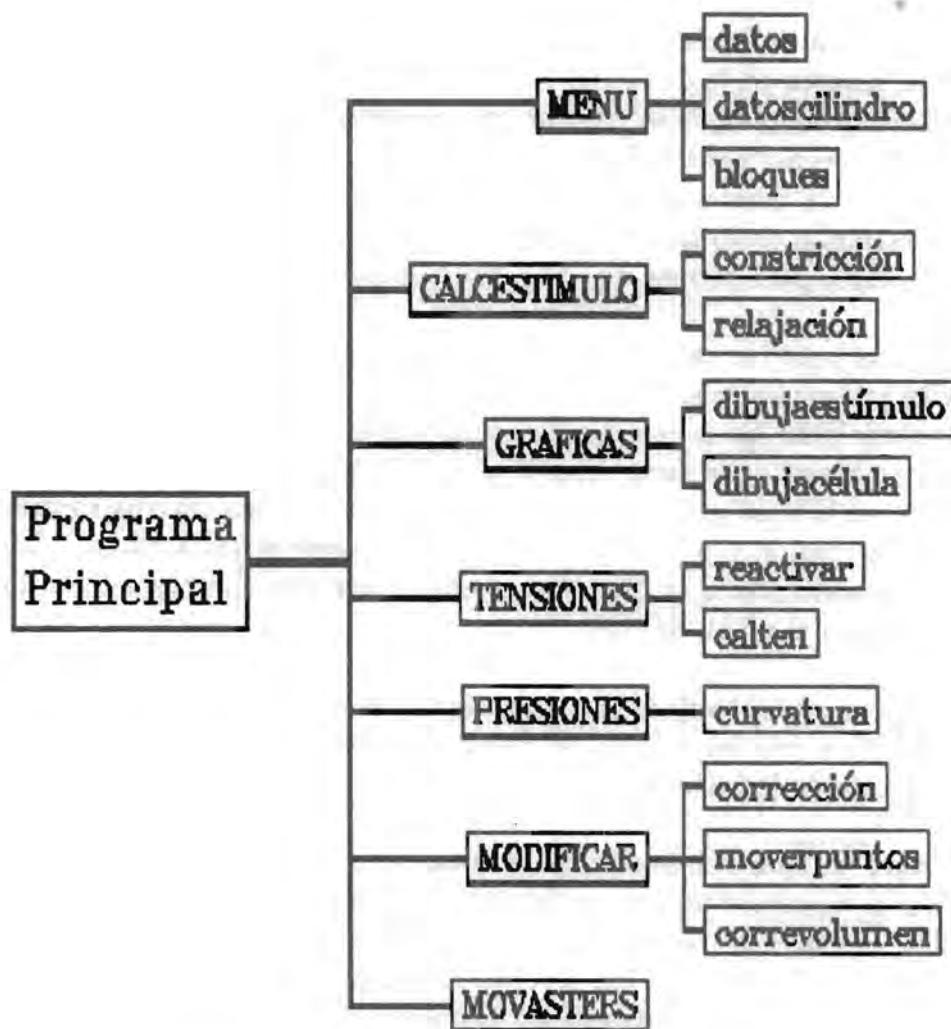 Programa
Principal
MENU
datos
datoscilindro
bloques
CALCESTIMULO
constricción
relajación
GRAFICAS
dibujaestímulo
dibujacélula
TENSIONES
reactivar
calten
PRESIONES
curvatura
MODIFICAR
corrección
moverpuntos
correvolumen
MOVASTERS